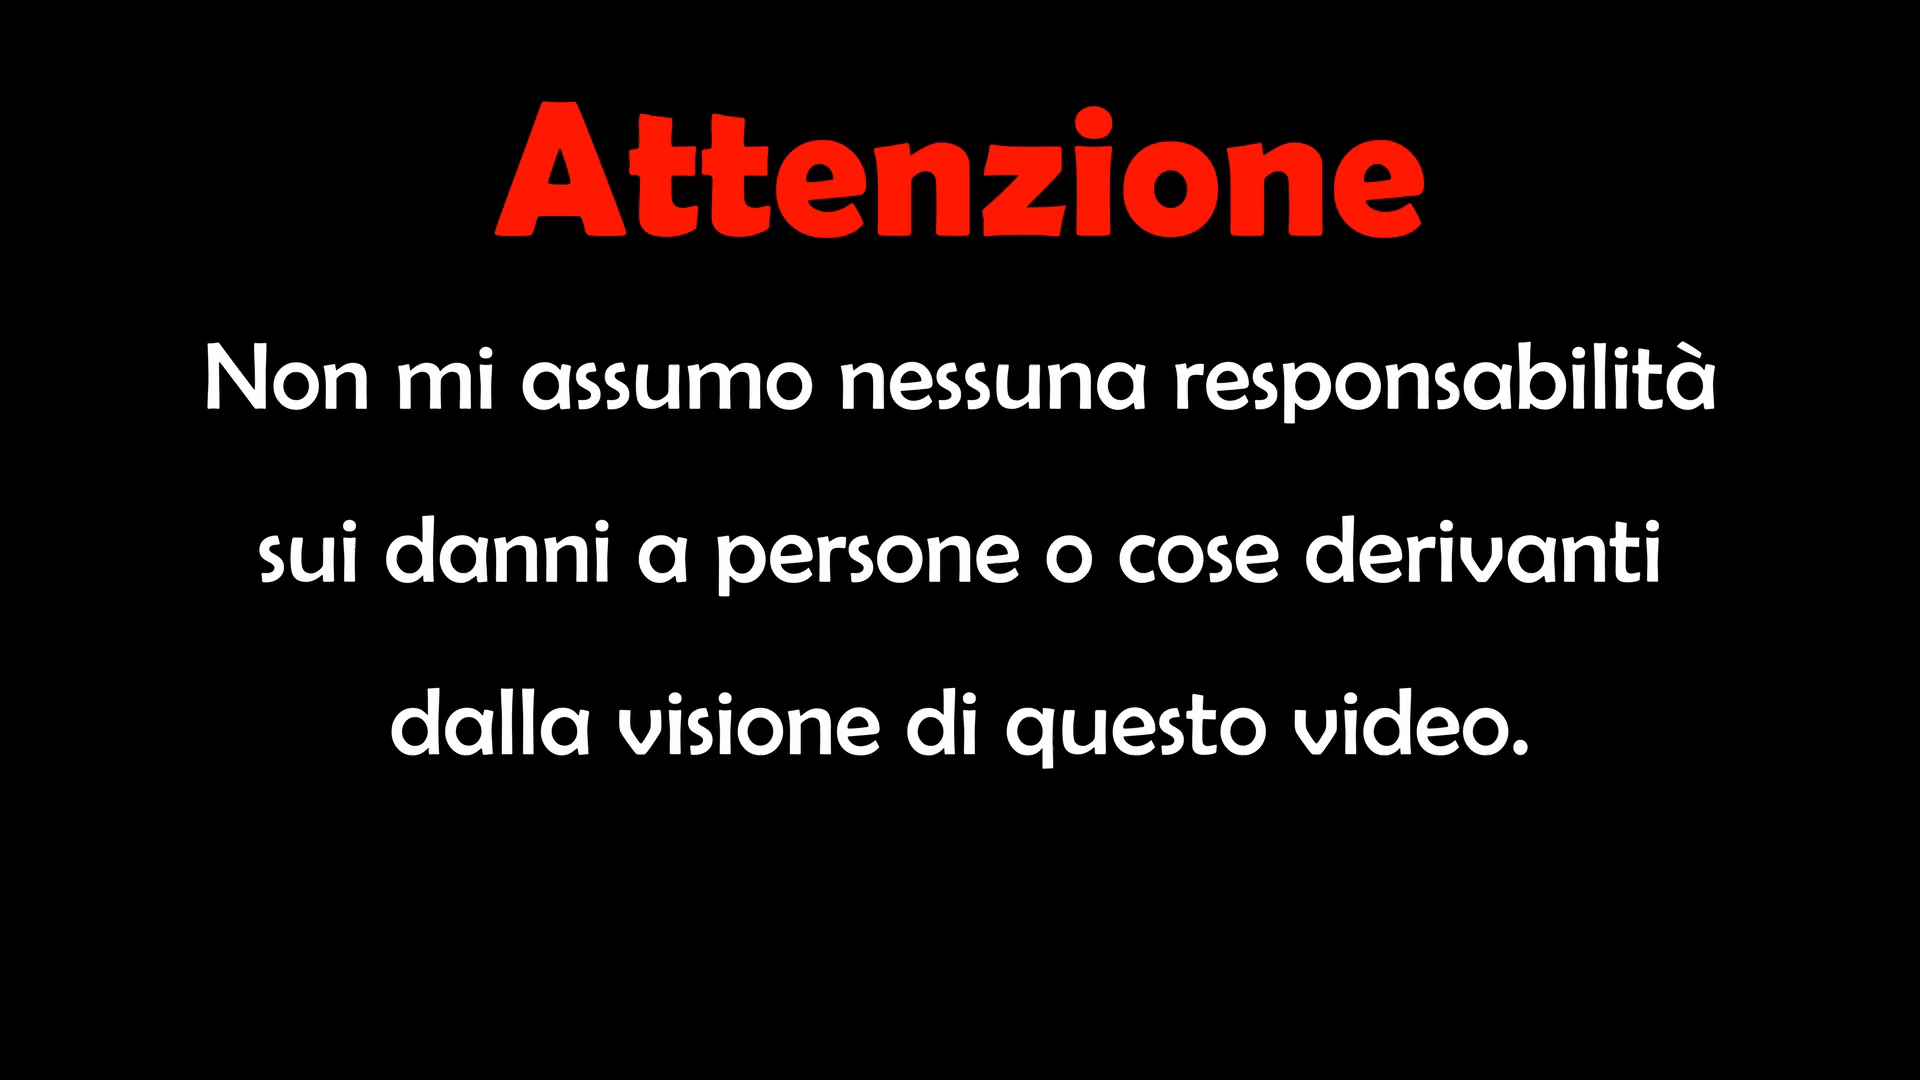 Attenzione
Non mi assumo nessuna responsabilità
sui danni a persone o cose derivanti
dalla visione di questo video.